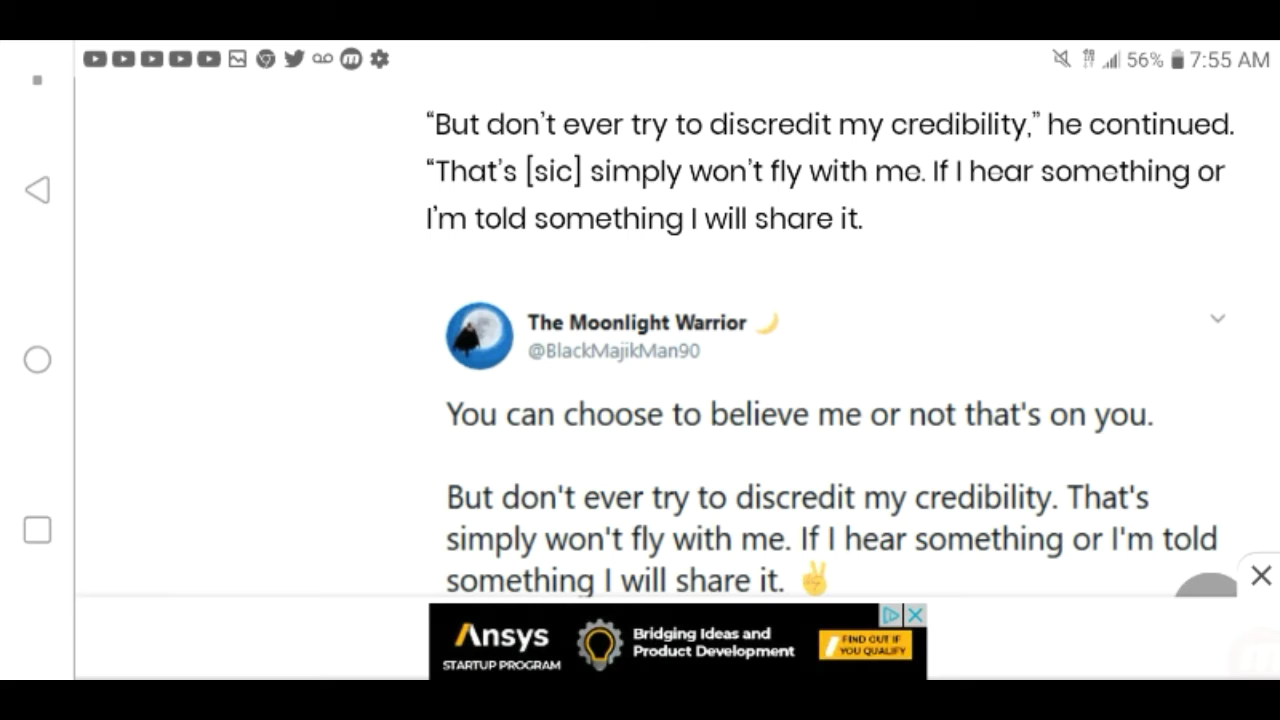 56% 7:55 AM
“But don’t ever try to discredit my credibility,” he continued.
“That’s [sic] simply won’t fly with me. If I hear something or
I’m told something I will share it.
The Moonlight Warrior 🌙
@BlackMajikMan90
You can choose to believe me or not that's on you.
But don't ever try to discredit my credibility. That's
simply won't fly with me. If I hear something or I'm told
something I will share it. ✌
Ansys
STARTUP PROGRAM
Bridging Ideas and
Product Development
FIND OUT IF
YOU QUALIFY